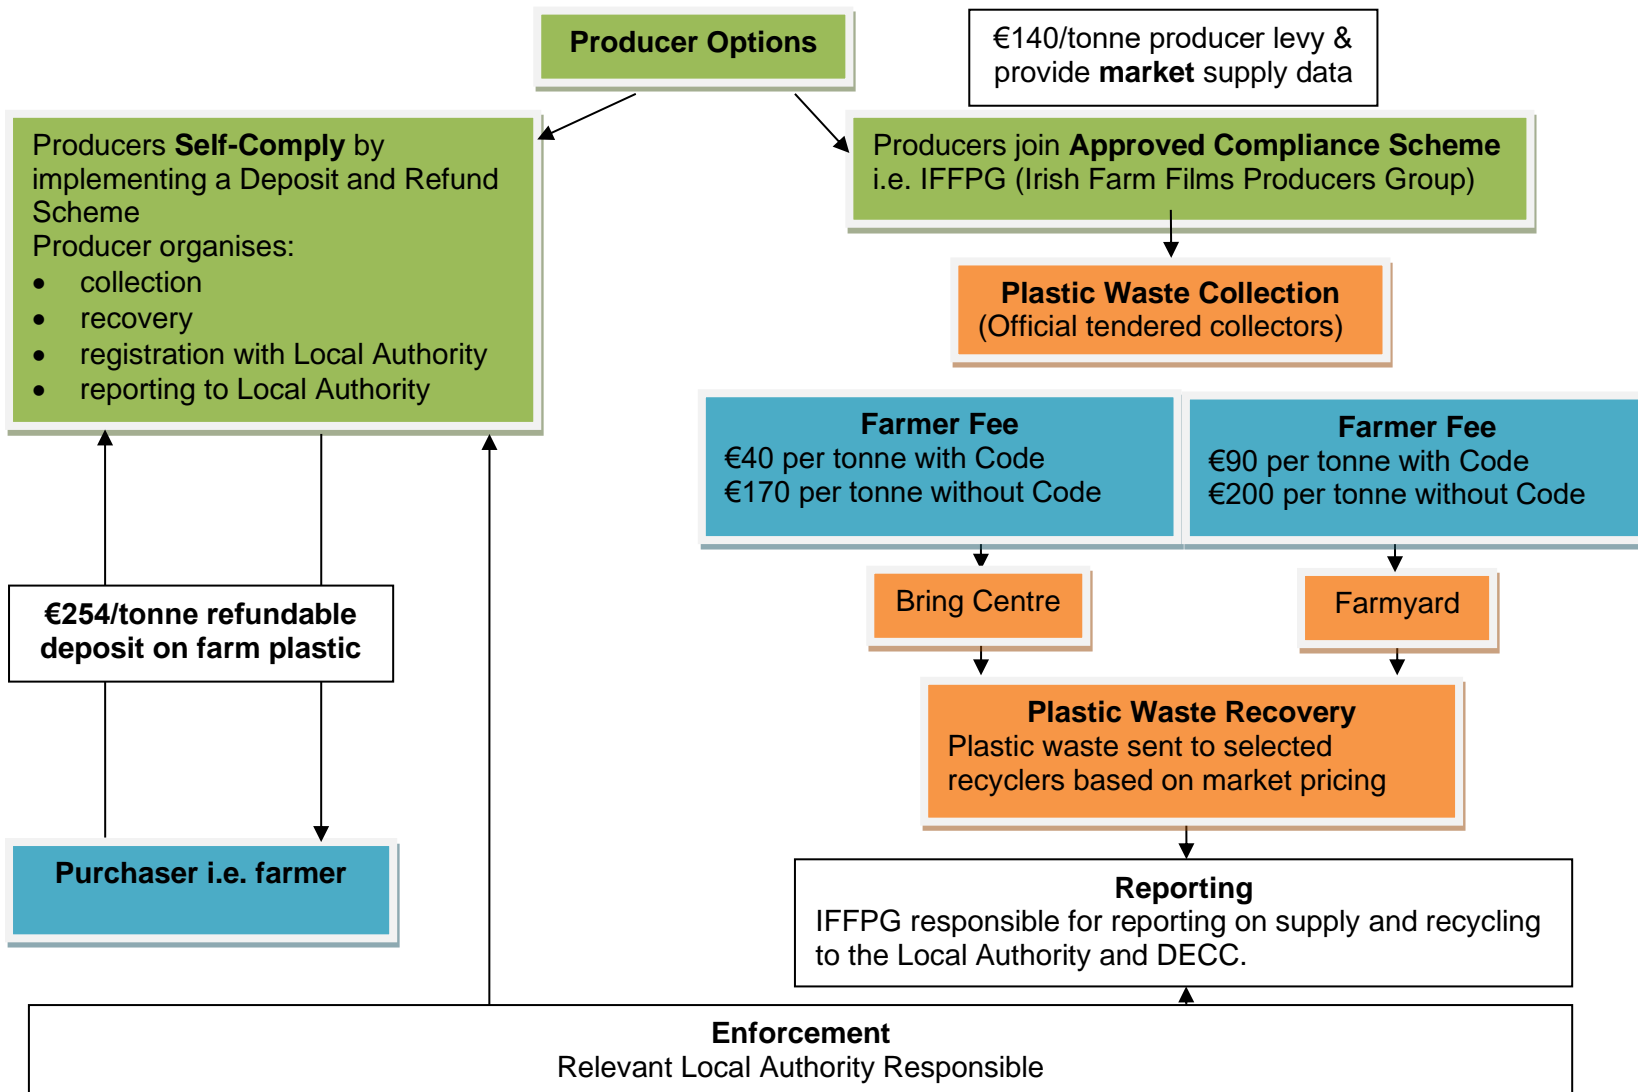 Producer Options
€140/tonne producer levy &
provide market supply data
Producers Self-Comply by
implementing a Deposit and Refund
Scheme
Producer organises:
• collection
• recovery
• registration with Local Authority
• reporting to Local Authority
Producers join Approved Compliance Scheme
i.e. IFFPG (Irish Farm Films Producers Group)
Plastic Waste Collection
(Official tendered collectors)
Farmer Fee
€40 per tonne with Code
€170 per tonne without Code
Farmer Fee
€90 per tonne with Code
€200 per tonne without Code
Bring Centre
Farmyard
€254/tonne refundable
deposit on farm plastic
Plastic Waste Recovery
Plastic waste sent to selected
recyclers based on market pricing
Purchaser i.e. farmer
Reporting
IFFPG responsible for reporting on supply and recycling
to the Local Authority and DECC.
Enforcement
Relevant Local Authority Responsible